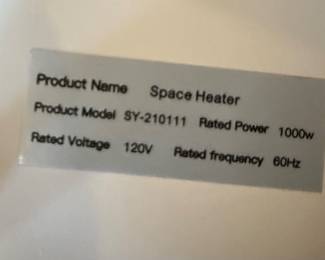 Product Name Space Heater
Product Model SY-210111 Rated Power 1000w
Rated Voltage 120V Rated frequency 60Hz